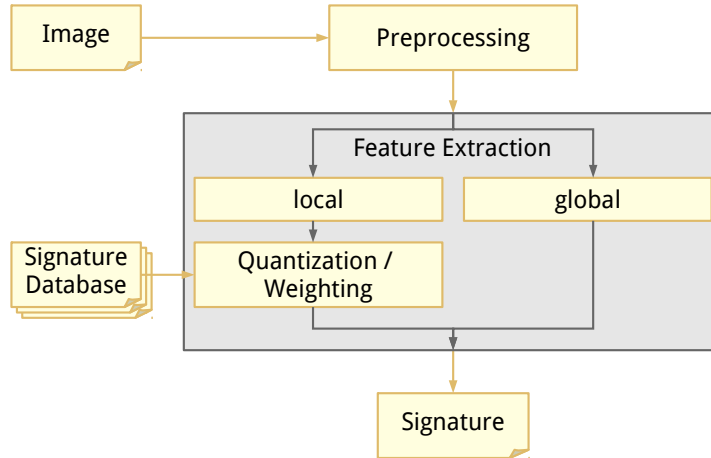 Image
Preprocessing
Feature Extraction
local
global
Signature
Database
Quantization /
Weighting
Signature